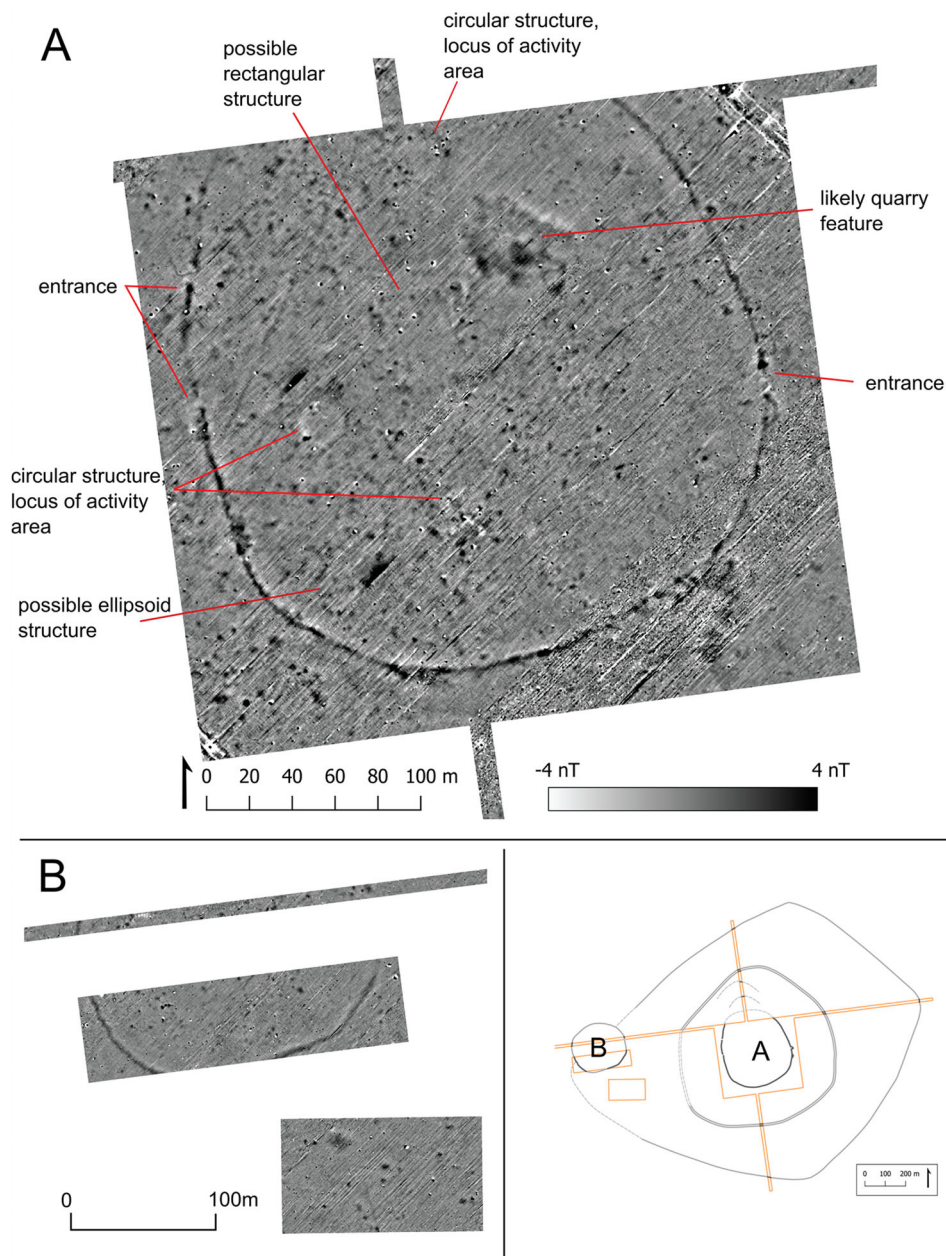 A
possible
rectangular
structure
circular structure,
locus of activity
area
likely quarry
feature
entrance
entrance
circular structure,
locus of activity
area
possible ellipsoid
structure
0 20 40 60 80 100 m
-4 nT 4 nT
B
0 100m
B A
0 100 200 m